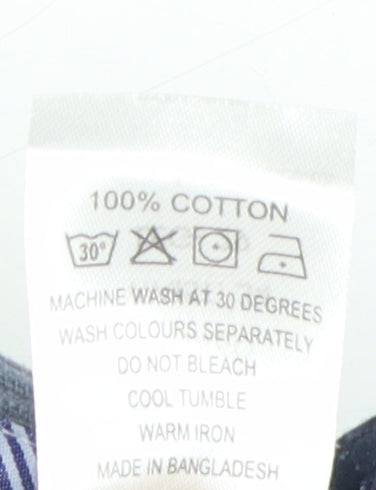 100% COTTON
30°
MACHINE WASH AT 30 DEGREES
WASH COLOURS SEPARATELY
DO NOT BLEACH
COOL TUMBLE
WARM IRON
MADE IN BANGLADESH